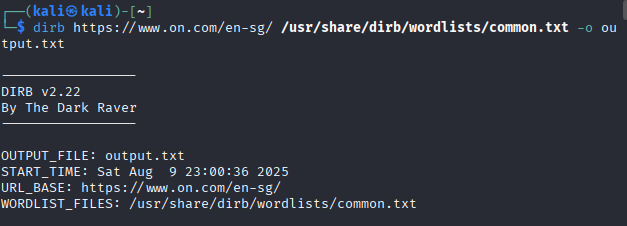 ┌──(kali㉿kali)-[~]
└─$ dirb https://www.on.com/en-sg/ /usr/share/dirb/wordlists/common.txt -o ou
tput.txt
-----------------
DIRB v2.22
By The Dark Raver
-----------------
OUTPUT_FILE: output.txt
START_TIME: Sat Aug  9 23:00:36 2025
URL_BASE: https://www.on.com/en-sg/
WORDLIST_FILES: /usr/share/dirb/wordlists/common.txt